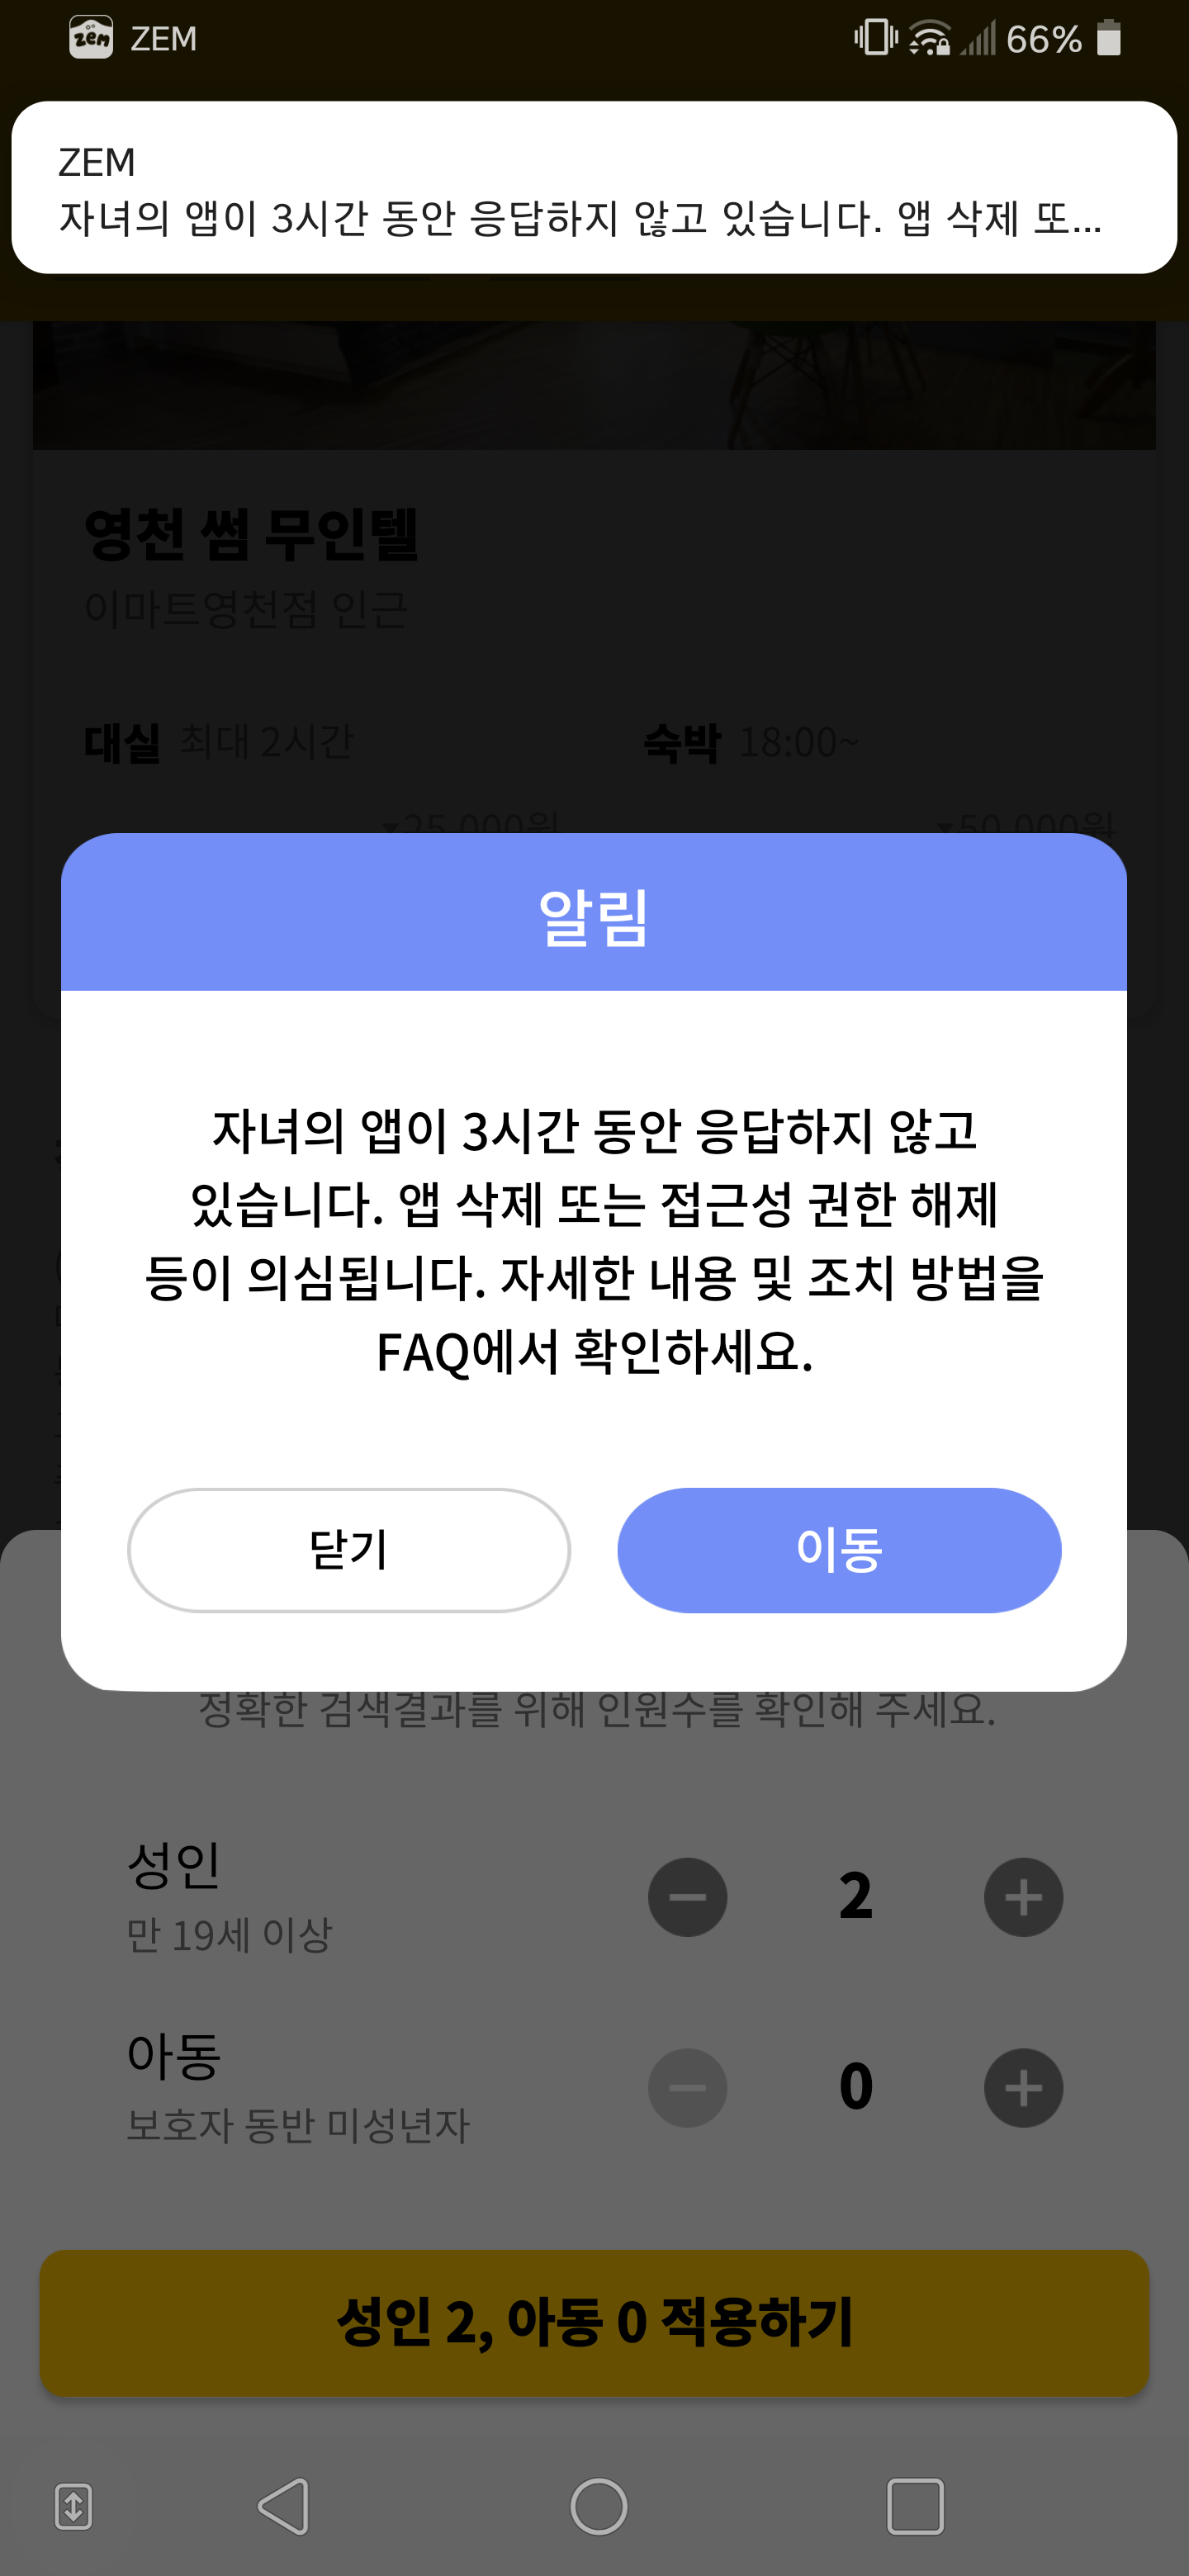 ZEM
66%
ZEM
자녀의 앱이 3시간 동안 응답하지 않고 있습니다. 앱 삭제 또...
영천 썸 무인텔
이마트영천점 인근
대실 최대 2시간
숙박 18:00~
▾25,000원
▾50,000원
알림
자녀의 앱이 3시간 동안 응답하지 않고
있습니다. 앱 삭제 또는 접근성 권한 해제
등이 의심됩니다. 자세한 내용 및 조치 방법을
FAQ에서 확인하세요.
닫기
이동
정확한 검색결과를 위해 인원수를 확인해 주세요.
성인
만 19세 이상
2
아동
보호자 동반 미성년자
0
성인 2, 아동 0 적용하기